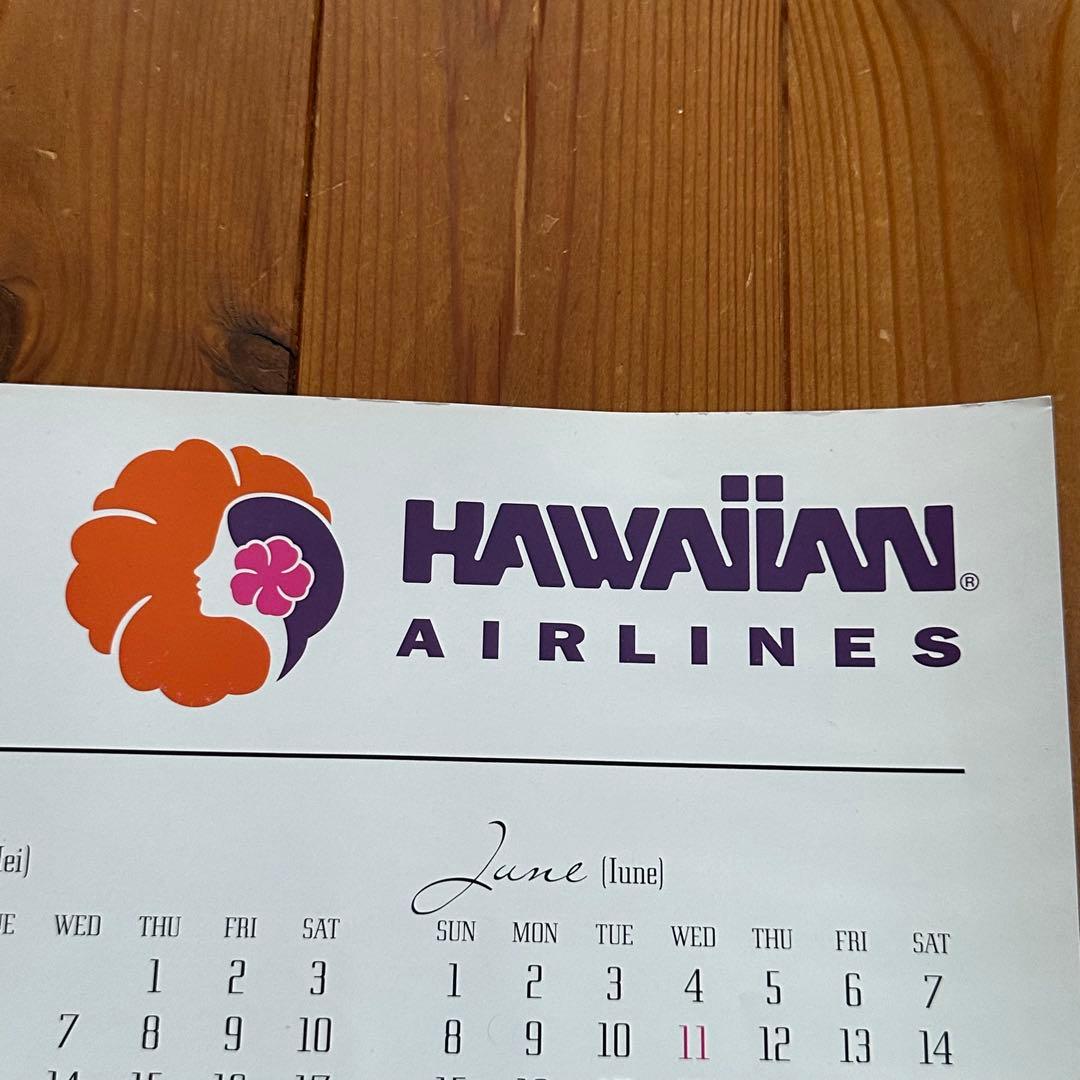 HAWAIIAN®
AIRLINES
June (Iune)
WED THU FRI SAT
1 2 3
7 8 9 10
SUN MON TUE WED THU FRI SAT
1 2 3 4 5 6 7
8 9 10 11 12 13 14